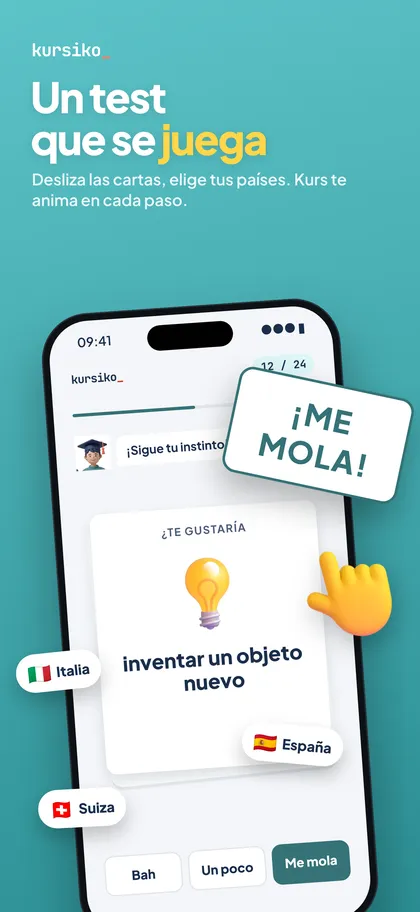 kursiko_
Un test
que se juega
Desliza las cartas, elige tus países. Kurs te
anima en cada paso.
09:41
kursiko_
12 / 24
¡ME
MOLA!
¡Sigue tu instinto
¿TE GUSTARÍA
inventar un objeto
nuevo
Italia
España
Suiza
Bah
Un poco
Me mola